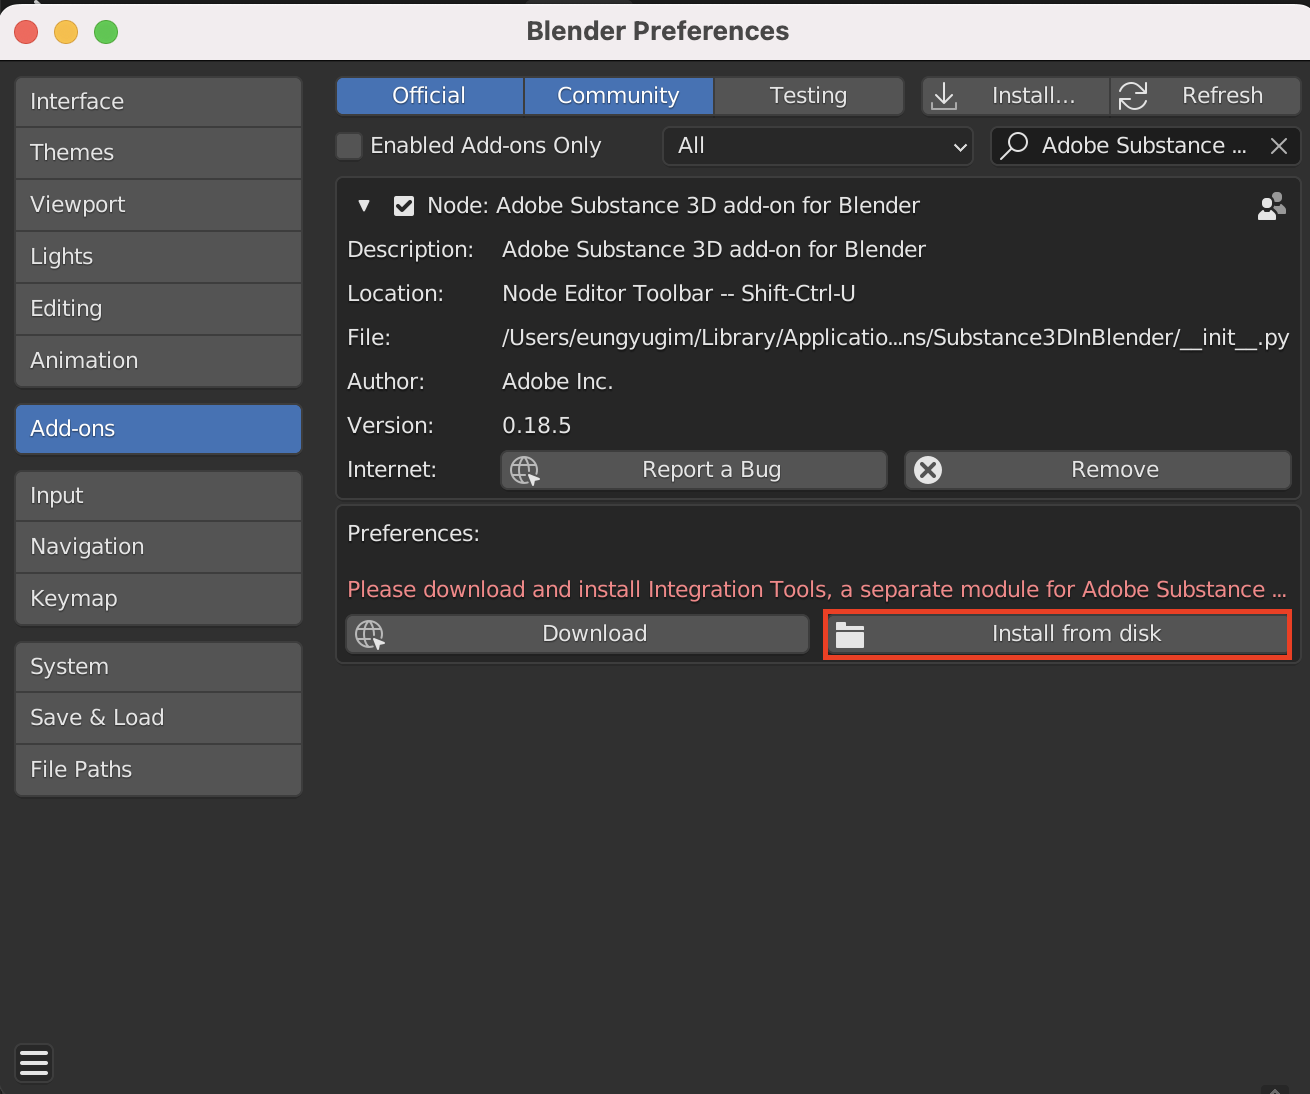 Blender Preferences
Interface
Themes
Viewport
Lights
Editing
Animation
Add-ons
Input
Navigation
Keymap
System
Save & Load
File Paths
Official Community Testing Install... Refresh
Enabled Add-ons Only All Adobe Substance ...
Node: Adobe Substance 3D add-on for Blender
Description: Adobe Substance 3D add-on for Blender
Location: Node Editor Toolbar -- Shift-Ctrl-U
File: /Users/eungyugim/Library/Applicatio...ns/Substance3DInBlender/__init__.py
Author: Adobe Inc.
Version: 0.18.5
Internet: Report a Bug Remove
Preferences:
Please download and install Integration Tools, a separate module for Adobe Substance ...
Download Install from disk